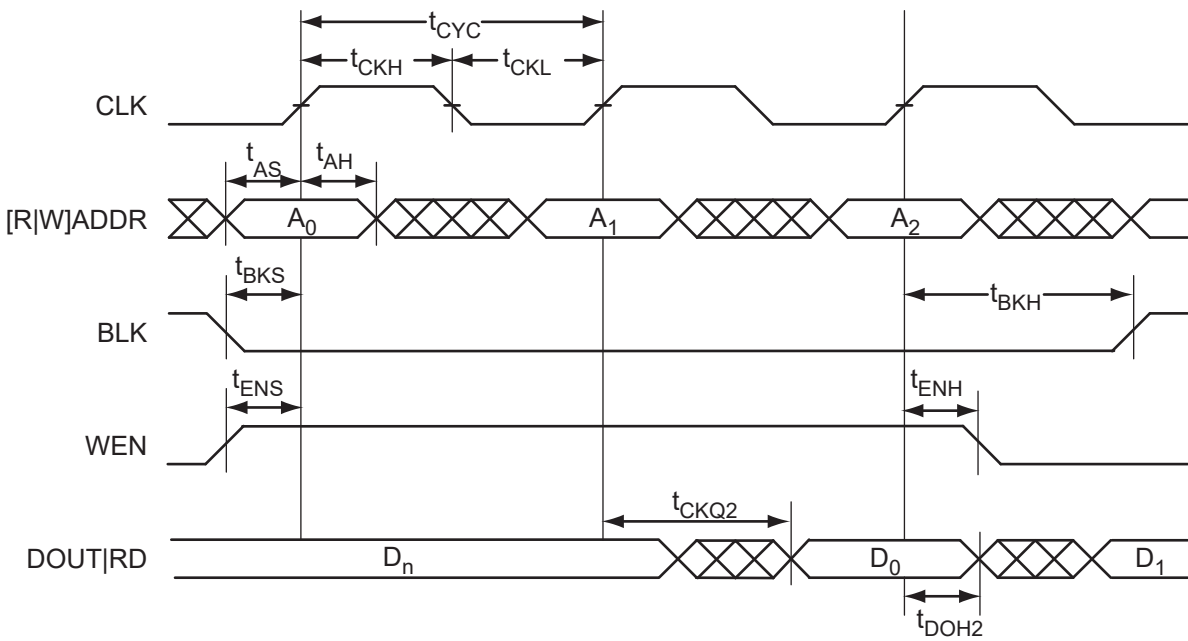 tCYC
tCKH tCKL
CLK
tAS tAH
[R|W]ADDR A0 A1 A2
tBKS tBKH
BLK
tENS tENH
WEN
tCKQ2
DOUT|RD Dn D0 D1
tDOH2